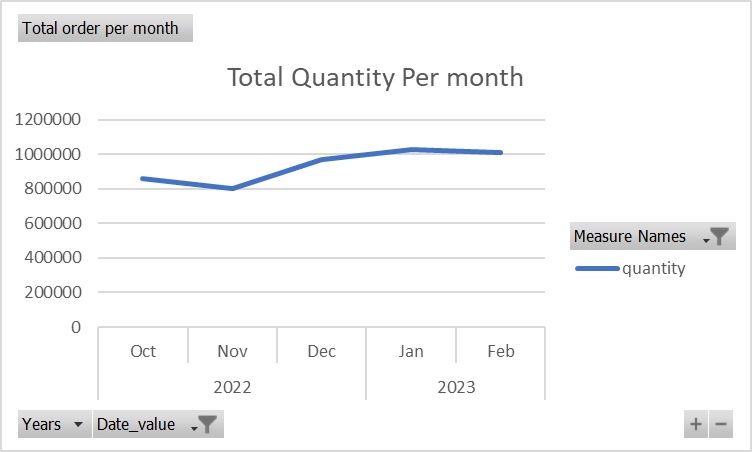 Total order per month
Total Quantity Per month
1200000
1000000
800000
600000
400000
200000
0
Oct Nov Dec Jan Feb
2022 2023
Measure Names
quantity
Years Date_value